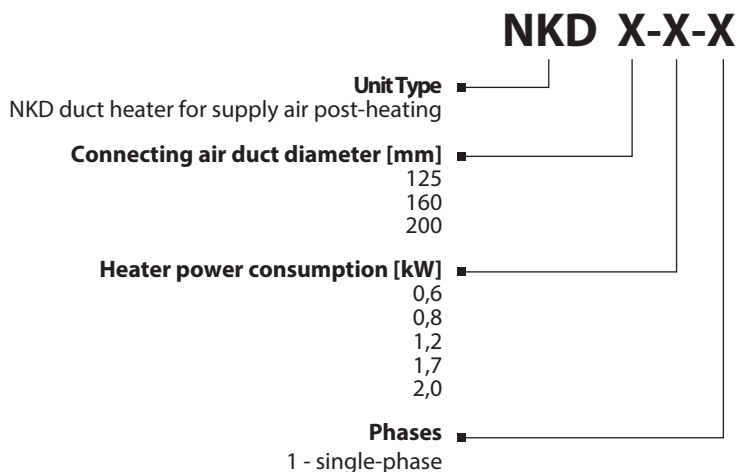 NKD X-X-X
Unit Type
NKD duct heater for supply air post-heating
Connecting air duct diameter [mm]
125
160
200
Heater power consumption [kW]
0,6
0,8
1,2
1,7
2,0
Phases
1 - single-phase